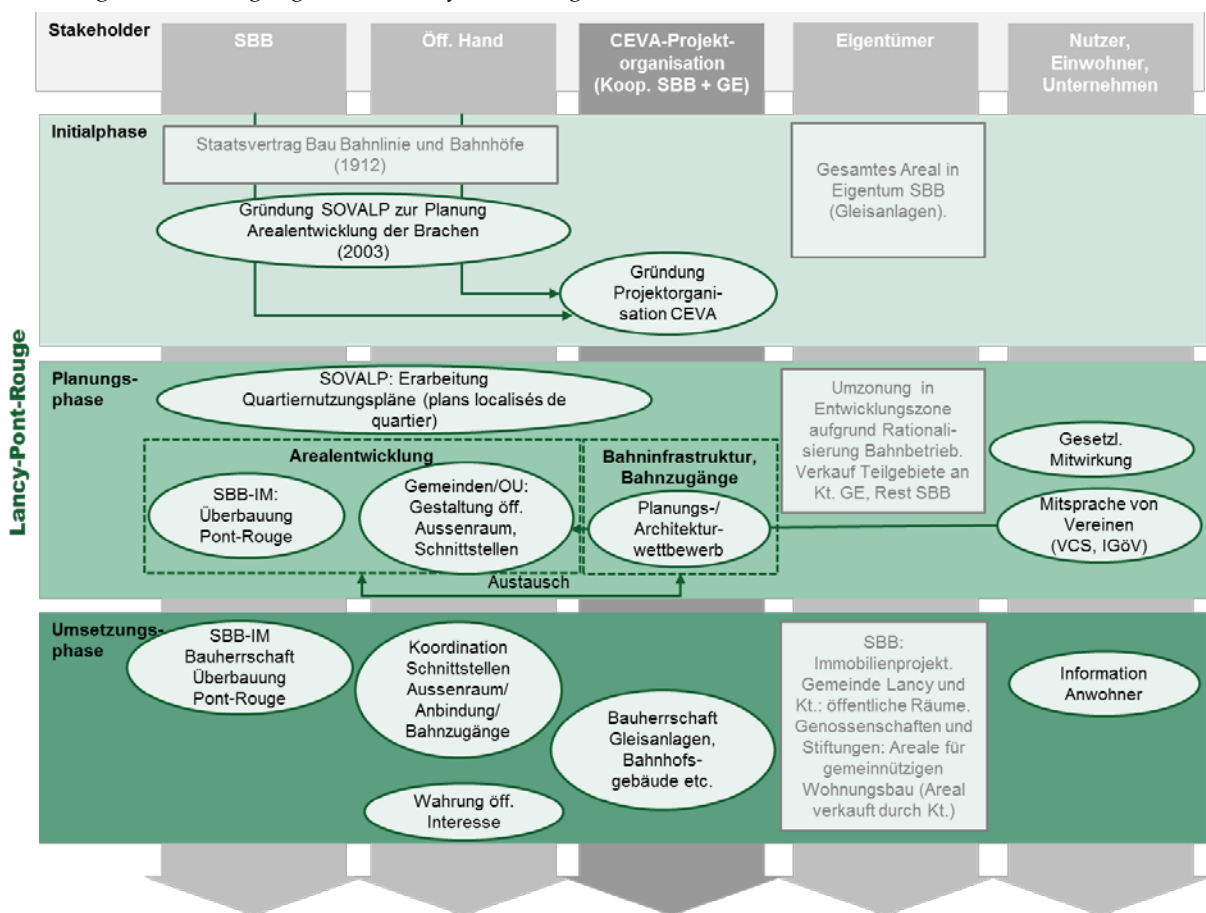 Stakeholder
SBB
Öff. Hand
CEVA-Projekt-
organisation
(Koop. SBB + GE)
Eigentümer
Nutzer,
Einwohner,
Unternehmen
Lancy-Pont-Rouge
Initialphase
Staatsvertrag Bau Bahnlinie und Bahnhöfe
(1912)
Gründung SOVALP zur Planung
Arealentwicklung der Brachen
(2003)
Gründung
Projektorgani-
sation CEVA
Gesamtes Areal in
Eigentum SBB
(Gleisanlagen).
Planungs-
phase
SOVALP: Erarbeitung
Quartiernutzungspläne (plans localisés de
quartier)
Arealentwicklung
SBB-IM:
Überbauung
Pont-Rouge
Gemeinden/OU:
Gestaltung öff.
Aussenraum,
Schnittstellen
Bahninfrastruktur,
Bahnzugänge
Planungs-/
Architektur-
wettbewerb
Austausch
Umzonung in
Entwicklungszone
aufgrund Rationali-
sierung Bahnbetrieb.
Verkauf Teilgebiete an
Kt. GE, Rest SBB
Gesetzl.
Mitwirkung
Mitsprache von
Vereinen
(VCS, IGöV)
Umsetzungs-
phase
SBB-IM
Bauherrschaft
Überbauung
Pont-Rouge
Koordination
Schnittstellen
Aussenraum/
Anbindung/
Bahnzugänge
Wahrung öff.
Interesse
Bauherrschaft
Gleisanlagen,
Bahnhofs-
gebäude etc.
SBB:
Immobilienprojekt.
Gemeinde Lancy und
Kt.: öffentliche Räume.
Genossenschaften und
Stiftungen: Areale für
gemeinnützigen
Wohnungsbau (Areal
verkauft durch Kt.)
Information
Anwohner